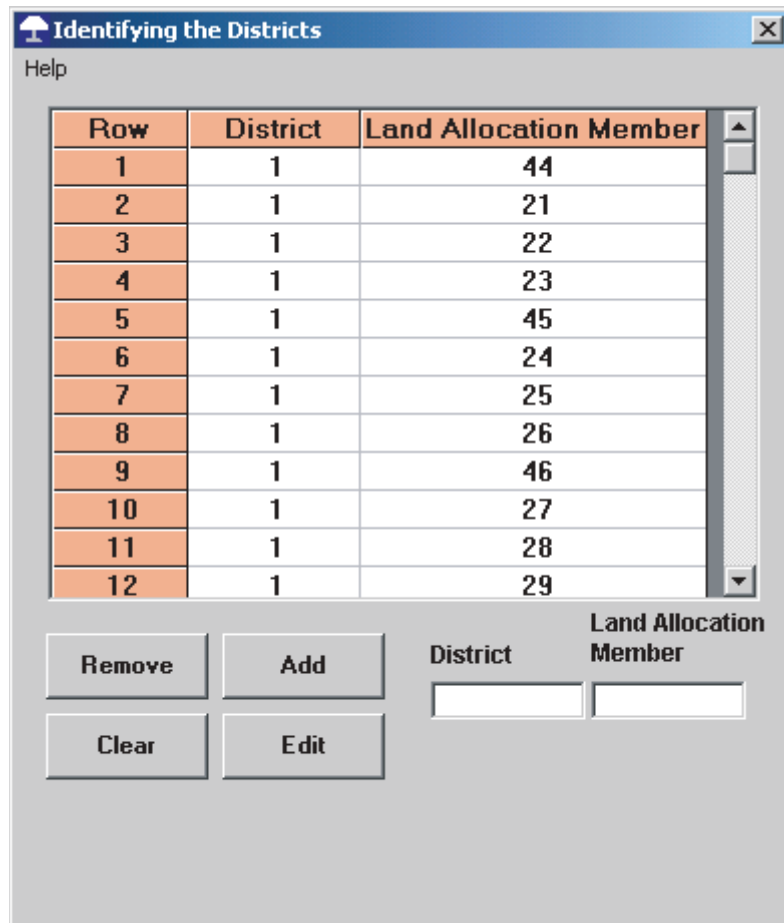 Identifying the Districts
Help
Row District Land Allocation Member
1 1 44
2 1 21
3 1 22
4 1 23
5 1 45
6 1 24
7 1 25
8 1 26
9 1 46
10 1 27
11 1 28
12 1 29
Remove Add District Land Allocation Member
Clear Edit